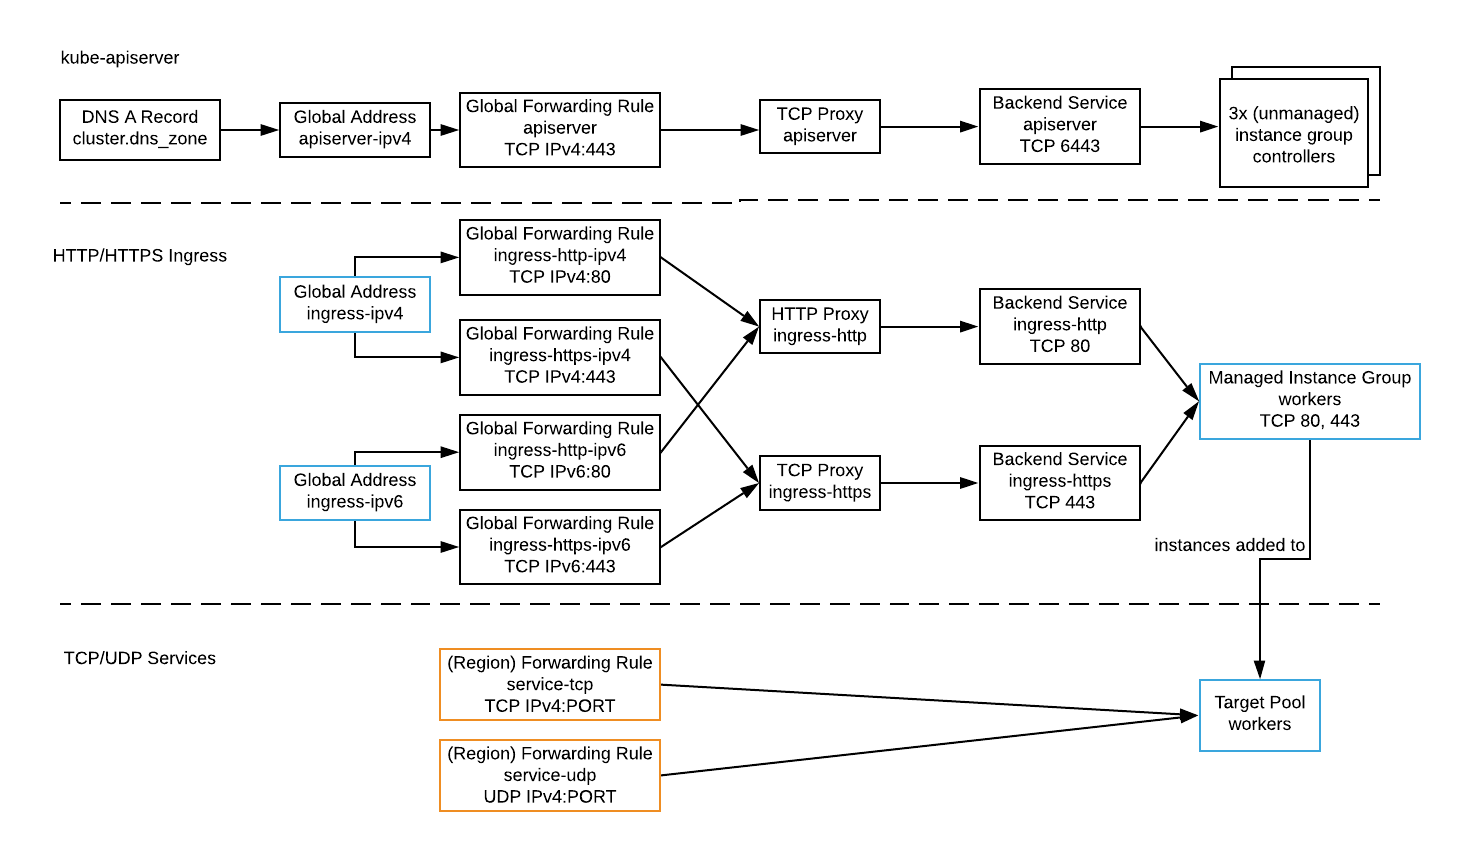 kube-apiserver
DNS A Record
cluster.dns_zone
Global Address
apiserver-ipv4
Global Forwarding Rule
apiserver
TCP IPv4:443
TCP Proxy
apiserver
Backend Service
apiserver
TCP 6443
3x (unmanaged)
instance group
controllers
HTTP/HTTPS Ingress
Global Address
ingress-ipv4
Global Forwarding Rule
ingress-http-ipv4
TCP IPv4:80
Global Forwarding Rule
ingress-https-ipv4
TCP IPv4:443
Global Address
ingress-ipv6
Global Forwarding Rule
ingress-http-ipv6
TCP IPv6:80
Global Forwarding Rule
ingress-https-ipv6
TCP IPv6:443
HTTP Proxy
ingress-http
TCP Proxy
ingress-https
Backend Service
ingress-http
TCP 80
Backend Service
ingress-https
TCP 443
Managed Instance Group
workers
TCP 80, 443
instances added to
TCP/UDP Services
(Region) Forwarding Rule
service-tcp
TCP IPv4:PORT
(Region) Forwarding Rule
service-udp
UDP IPv4:PORT
Target Pool
workers